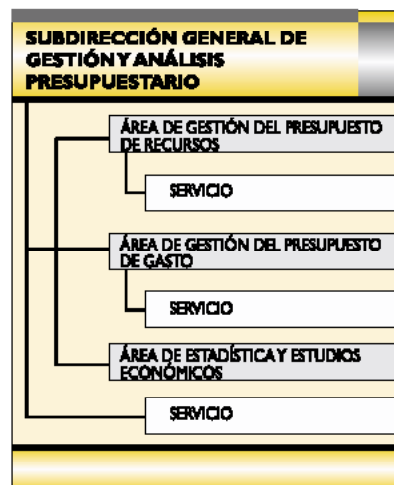 SUBDIRECCIÓN GENERAL DE
GESTIÓN Y ANÁLISIS
PRESUPUESTARIO
ÁREA DE GESTIÓN DEL PRESUPUESTO
DE RECURSOS
SERVICIO
ÁREA DE GESTIÓN DEL PRESUPUESTO
DE GASTO
SERVICIO
ÁREA DE ESTADÍSTICA Y ESTUDIOS
ECONÓMICOS
SERVICIO